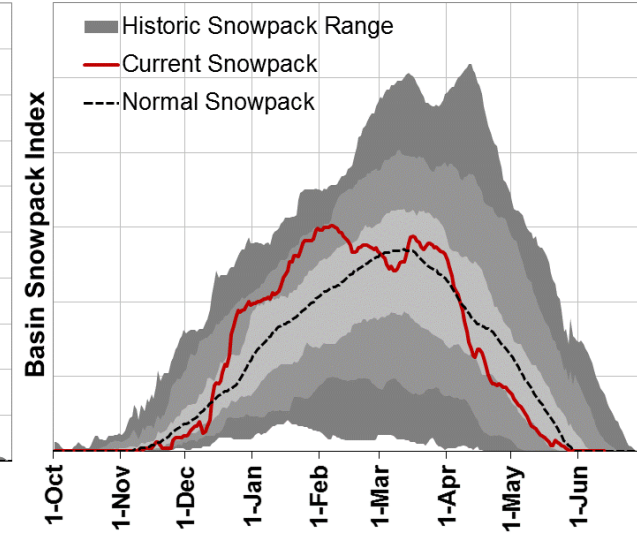 Historic Snowpack Range
Current Snowpack
Normal Snowpack
Basin Snowpack Index
1-Oct
1-Nov
1-Dec
1-Jan
1-Feb
1-Mar
1-Apr
1-May
1-Jun